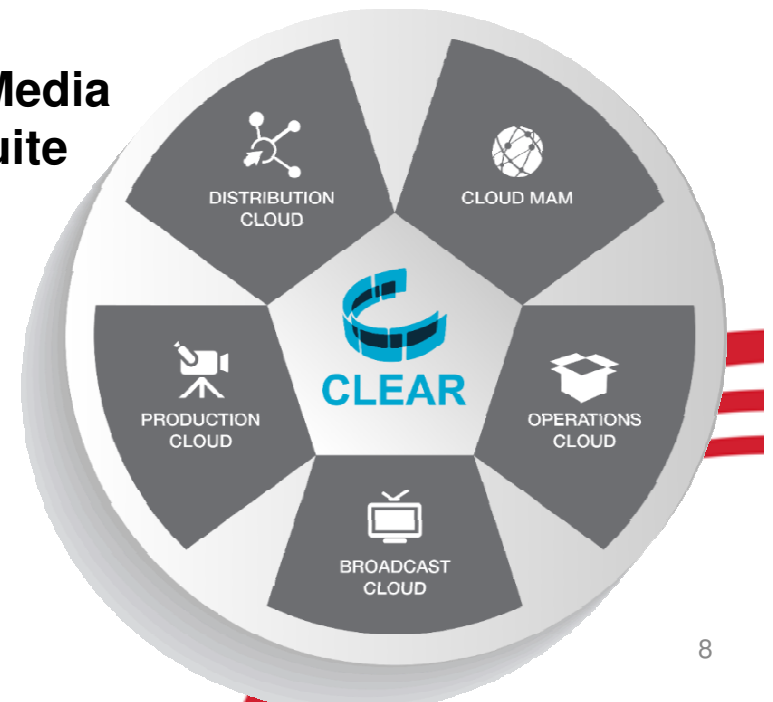 Media
uite
DISTRIBUTION
CLOUD
CLOUD MAM
CLEAR
PRODUCTION
CLOUD
OPERATIONS
CLOUD
BROADCAST
CLOUD
8